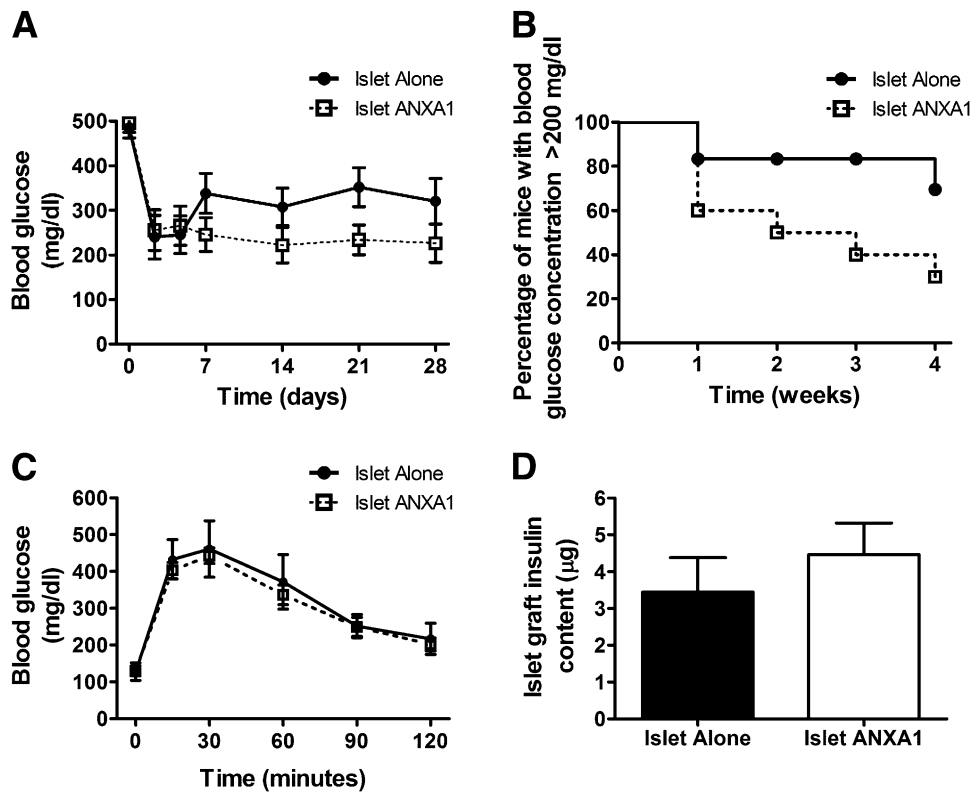 A
Islet Alone
Islet ANXA1
500
400
300
200
100
0
Blood glucose
(mg/dl)
0 7 14 21 28
Time (days)
B
Islet Alone
Islet ANXA1
Percentage of mice with blood
glucose concentration >200 mg/dl
100
80
60
40
20
0
0 1 2 3 4
Time (weeks)
C
Islet Alone
Islet ANXA1
600
500
400
300
200
100
0
Blood glucose
(mg/dl)
0 30 60 90 120
Time (minutes)
D
Islet graft insulin
content (μg)
6
5
4
3
2
1
0
Islet Alone Islet ANXA1